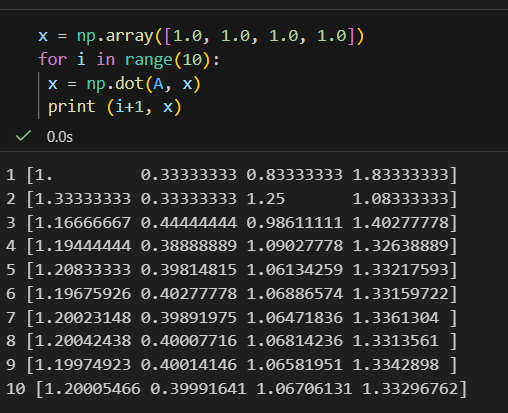 x = np.array([1.0, 1.0, 1.0, 1.0])
for i in range(10):
x = np.dot(A, x)
print (i+1, x)
0.0s
1 [1.         0.33333333 0.83333333 1.83333333]
2 [1.33333333 0.33333333 1.25       1.08333333]
3 [1.16666667 0.44444444 0.98611111 1.40277778]
4 [1.19444444 0.38888889 1.09027778 1.32638889]
5 [1.20833333 0.39814815 1.06134259 1.33217593]
6 [1.19675926 0.40277778 1.06886574 1.33159722]
7 [1.20023148 0.39891975 1.06471836 1.3361304 ]
8 [1.20042438 0.40007716 1.06814236 1.3313561 ]
9 [1.19974923 0.40014146 1.06581951 1.3342898 ]
10 [1.20005466 0.39991641 1.06706131 1.33296762]